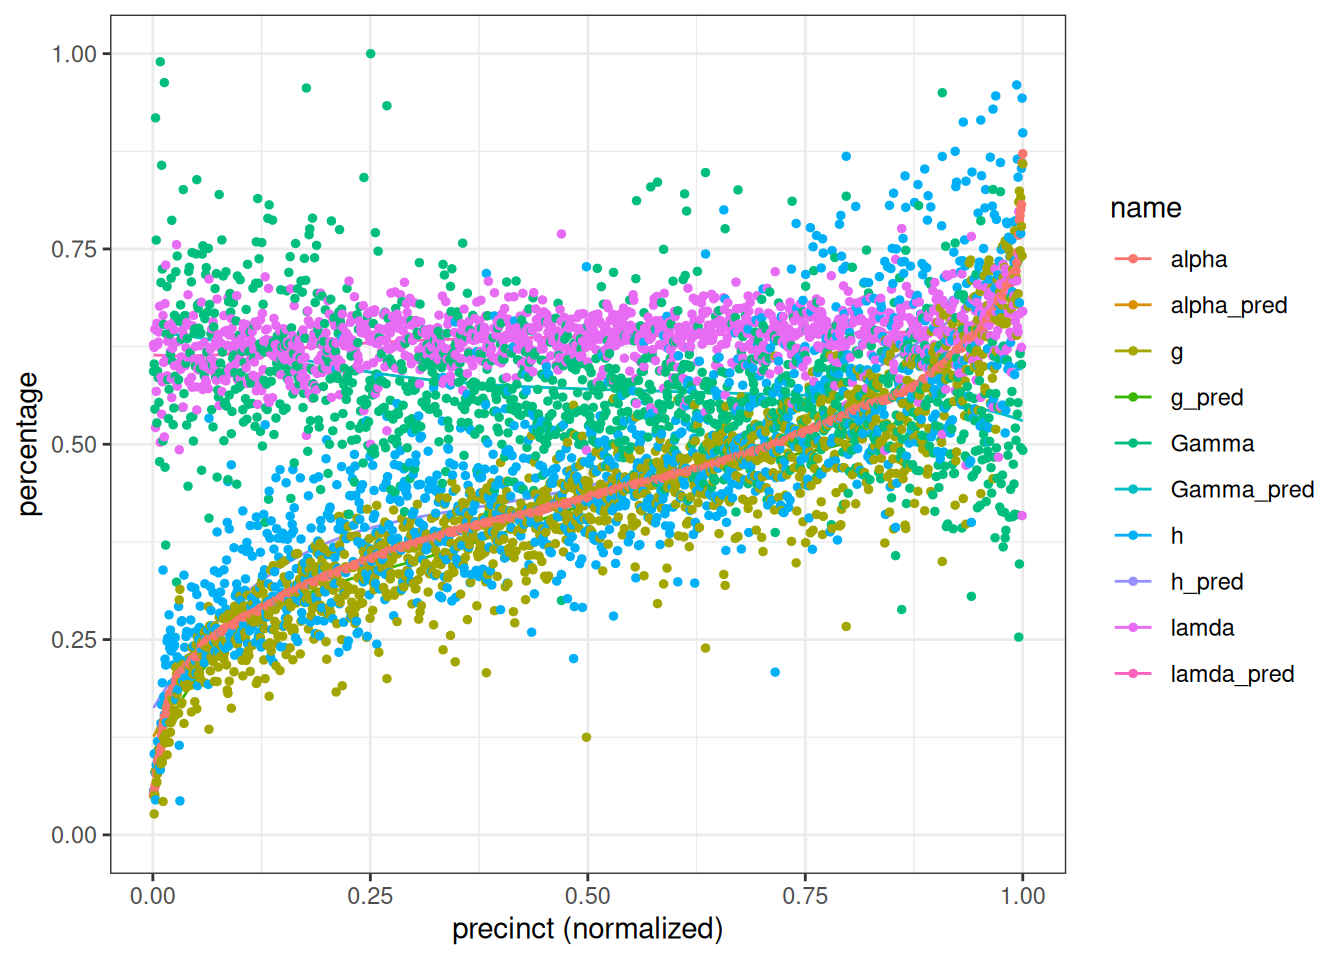 1.00
0.75
0.50
0.25
0.00
percentage
0.00 0.25 0.50 0.75 1.00
precinct (normalized)
name
alpha
alpha_pred
g
g_pred
Gamma
Gamma_pred
h
h_pred
lamda
lamda_pred